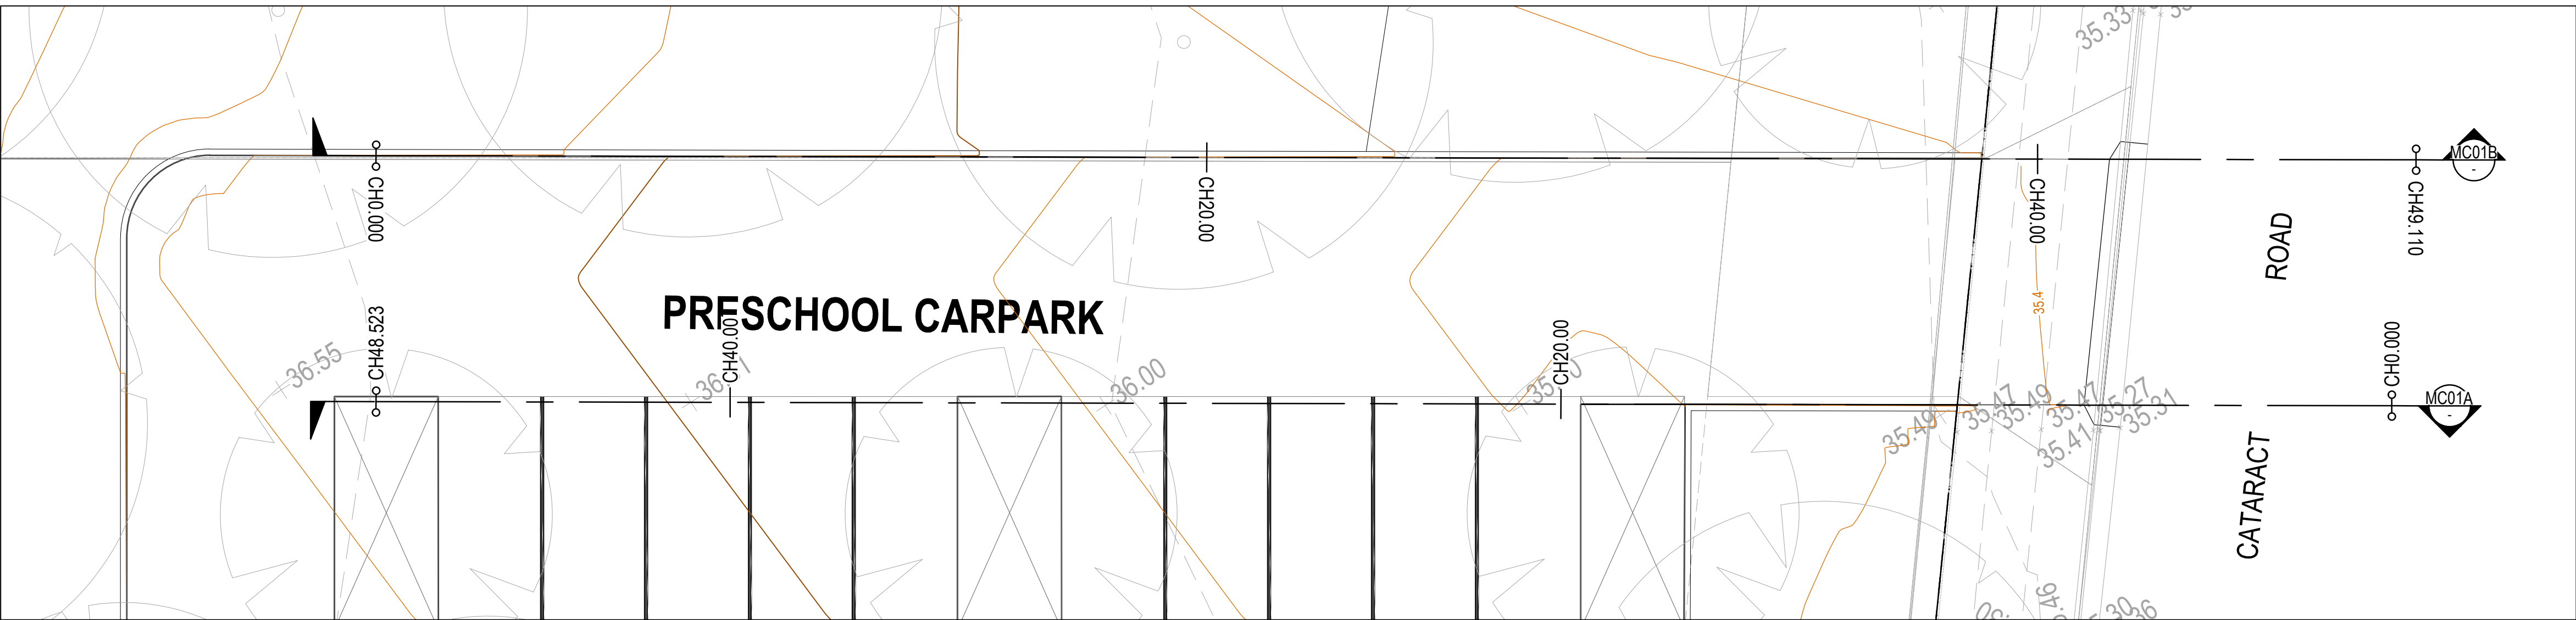 35.33
MC01B
-
CH0.000
CH20.00
CH40.00
CH49.110
ROAD
35.4
PRESCHOOL CARPARK
CH48.523
CH40.00
CH20.00
CH0.000
36.55
36.00
MC01A
-
35.49
35.47
35.49
35.47
35.27
35.41
35.31
CATARACT